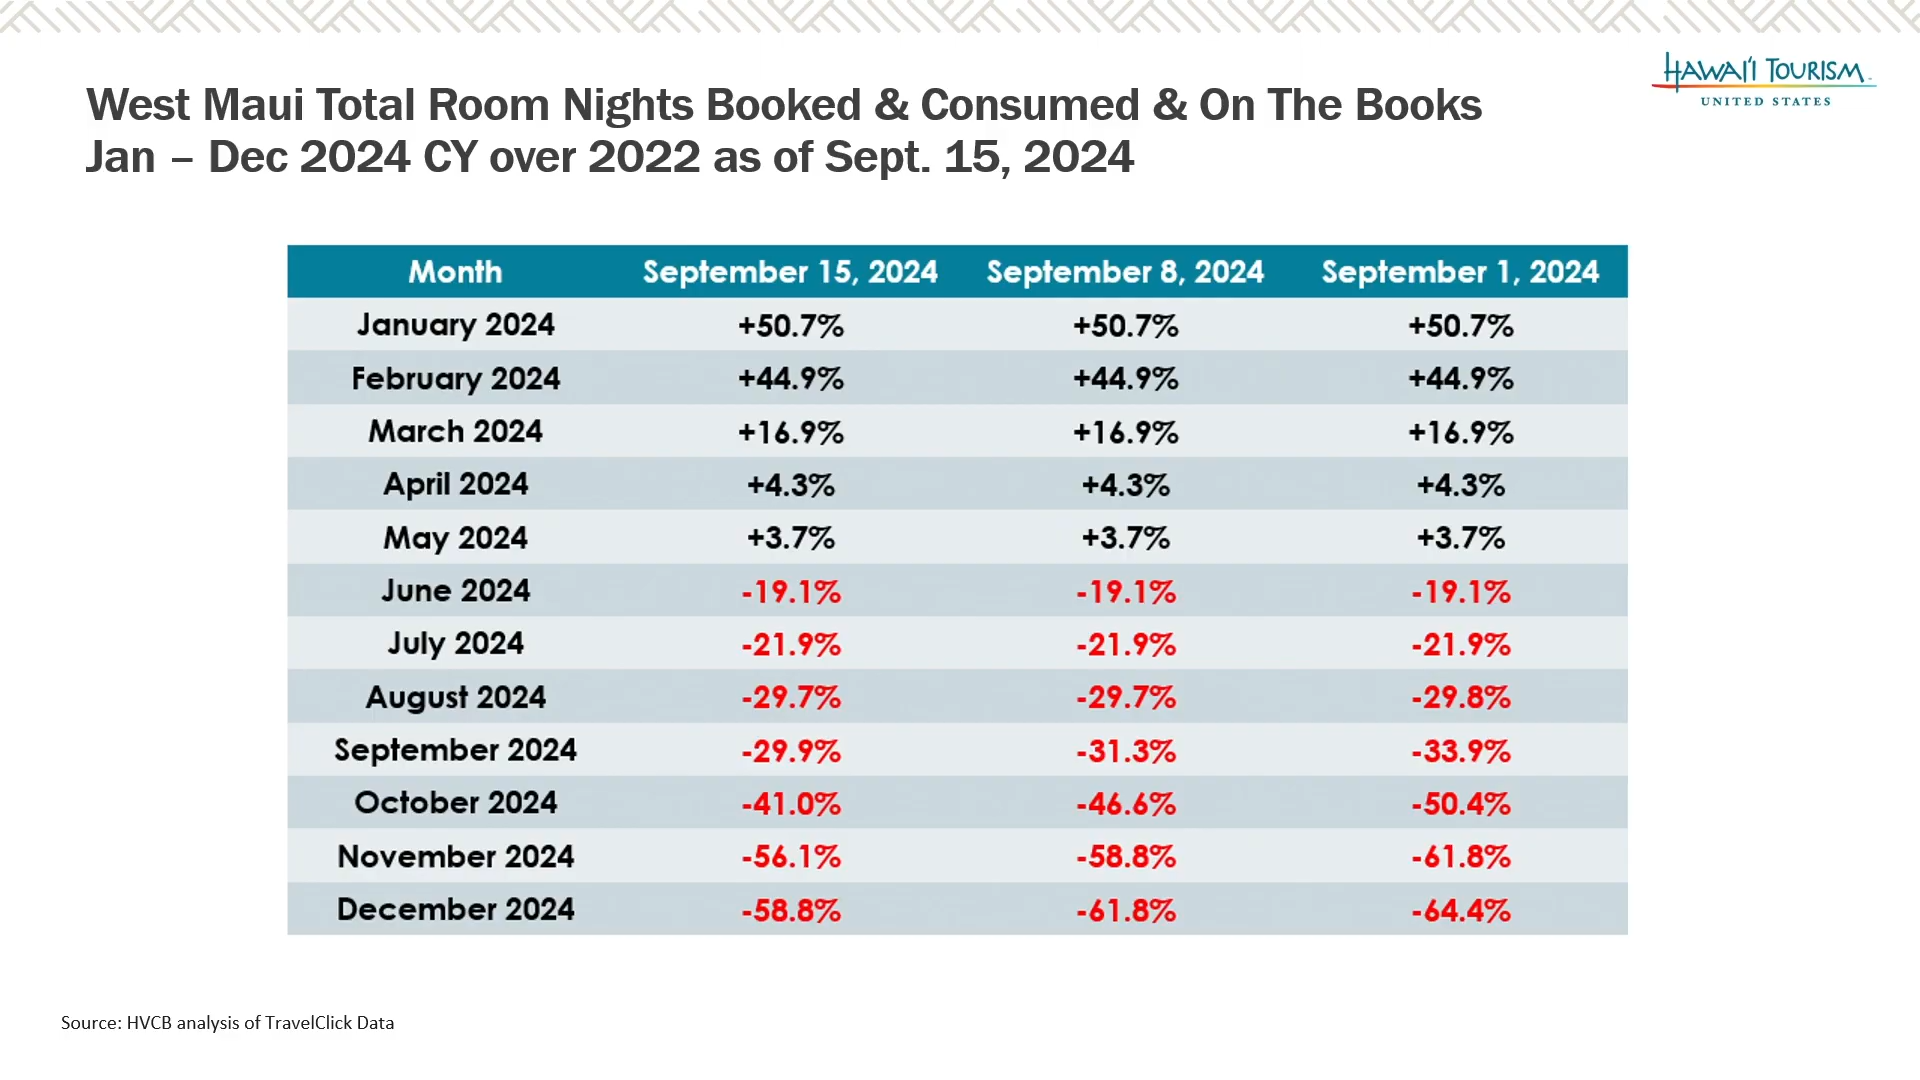 HAWAI'I TOURISM
UNITED STATES
West Maui Total Room Nights Booked & Consumed & On The Books
Jan – Dec 2024 CY over 2022 as of Sept. 15, 2024
Month September 15, 2024 September 8, 2024 September 1, 2024
January 2024 +50.7% +50.7% +50.7%
February 2024 +44.9% +44.9% +44.9%
March 2024 +16.9% +16.9% +16.9%
April 2024 +4.3% +4.3% +4.3%
May 2024 +3.7% +3.7% +3.7%
June 2024 -19.1% -19.1% -19.1%
July 2024 -21.9% -21.9% -21.9%
August 2024 -29.7% -29.7% -29.8%
September 2024 -29.9% -31.3% -33.9%
October 2024 -41.0% -46.6% -50.4%
November 2024 -56.1% -58.8% -61.8%
December 2024 -58.8% -61.8% -64.4%
Source: HVCB analysis of TravelClick Data